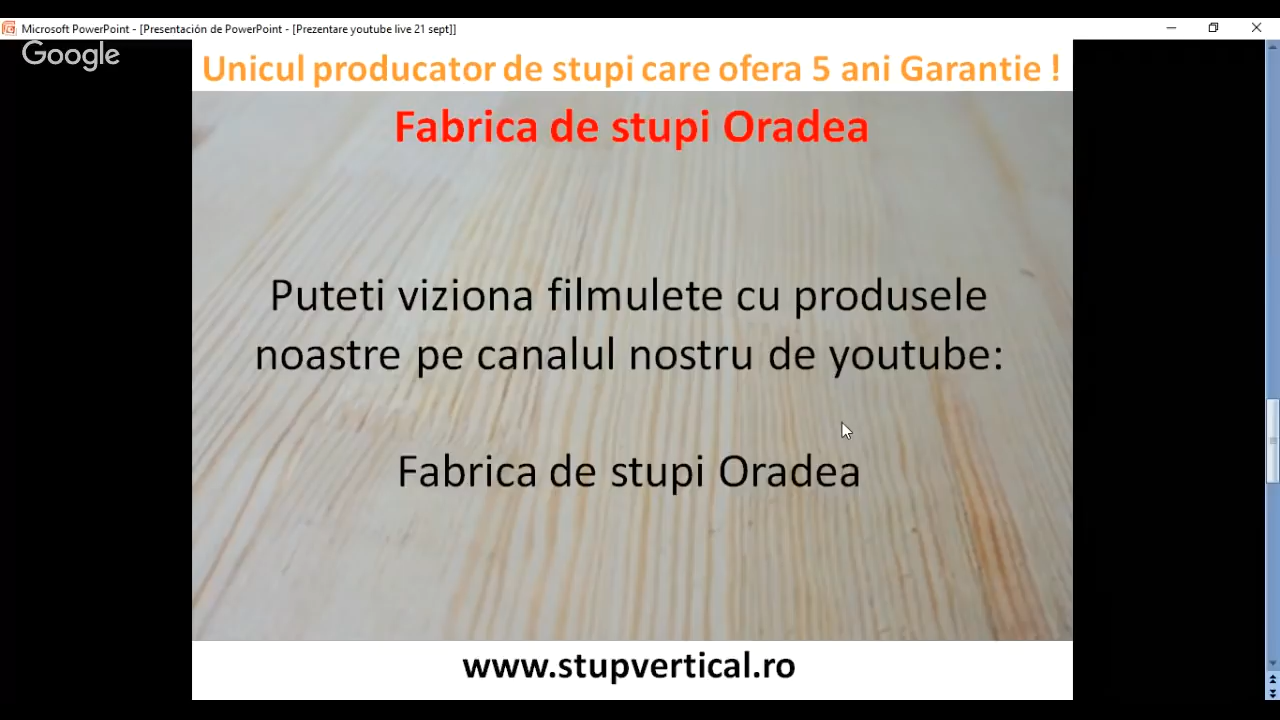 Microsoft PowerPoint - [Presentación de PowerPoint - [Prezentare youtube live 21 sept]]
Google
Unicul producator de stupi care ofera 5 ani Garantie !
Fabrica de stupi Oradea
Puteti viziona filmulete cu produsele
noastre pe canalul nostru de youtube:
Fabrica de stupi Oradea
www.stupvertical.ro